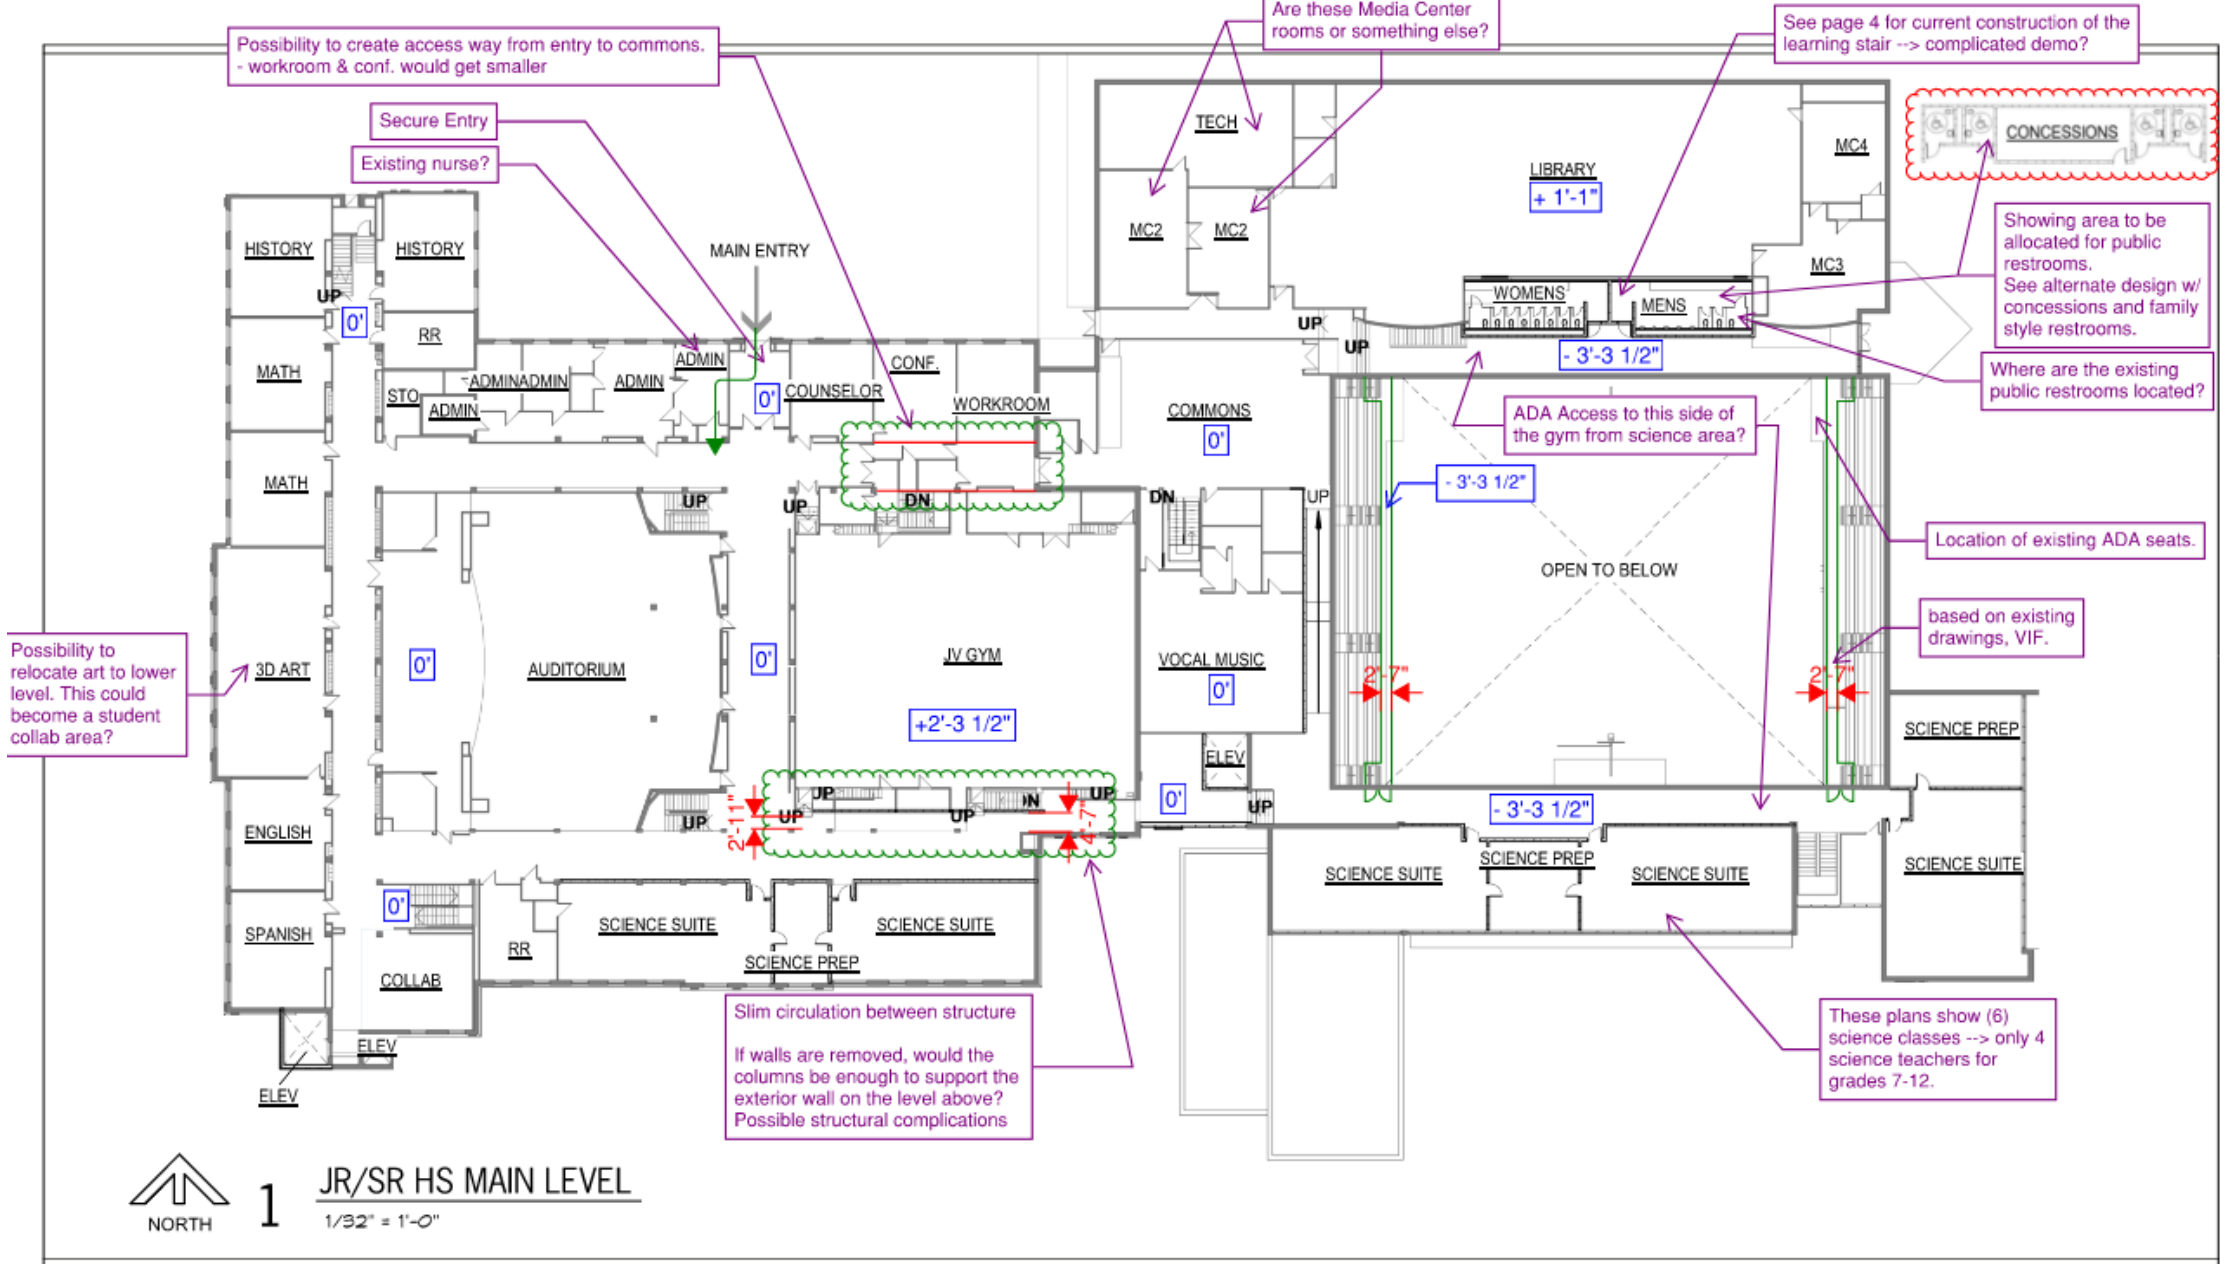 Possibility to create access way from entry to commons.
- workroom & conf. would get smaller
Are these Media Center
rooms or something else?
See page 4 for current construction of the
learning stair --> complicated demo?
Secure Entry
Existing nurse?
CONCESSIONS
TECH
MC4
LIBRARY
+ 1'-1"
MC2
MC2
MC3
Showing area to be
allocated for public
restrooms.
See alternate design w/
concessions and family
style restrooms.
HISTORY
HISTORY
MAIN ENTRY
UP
0'
RR
WOMENS
MENS
UP
UP
- 3'-3 1/2"
Where are the existing
public restrooms located?
MATH
STO
ADMIN
ADMIN
ADMIN
ADMIN
ADMIN
0'
COUNSELOR
CONF.
WORKROOM
COMMONS
0'
ADA Access to this side of
the gym from science area?
MATH
UP
UP
DN
DN
UP
- 3'-3 1/2"
Location of existing ADA seats.
OPEN TO BELOW
based on existing
drawings, VIF.
Possibility to
relocate art to lower
level. This could
become a student
collab area?
3D ART
0'
AUDITORIUM
0'
JV GYM
+2'-3 1/2"
VOCAL MUSIC
0'
2'-7"
2'-7"
SCIENCE PREP
ELEV
0'
UP
- 3'-3 1/2"
ENGLISH
UP
2'-11"
UP
UP
UP
DN
4'-7"
UP
SCIENCE SUITE
SCIENCE PREP
SCIENCE SUITE
SCIENCE SUITE
0'
SPANISH
RR
SCIENCE SUITE
SCIENCE PREP
SCIENCE SUITE
COLLAB
ELEV
ELEV
Slim circulation between structure
If walls are removed, would the
columns be enough to support the
exterior wall on the level above?
Possible structural complications
These plans show (6)
science classes --> only 4
science teachers for
grades 7-12.
NORTH
1
JR/SR HS MAIN LEVEL
1/32" = 1'-0"